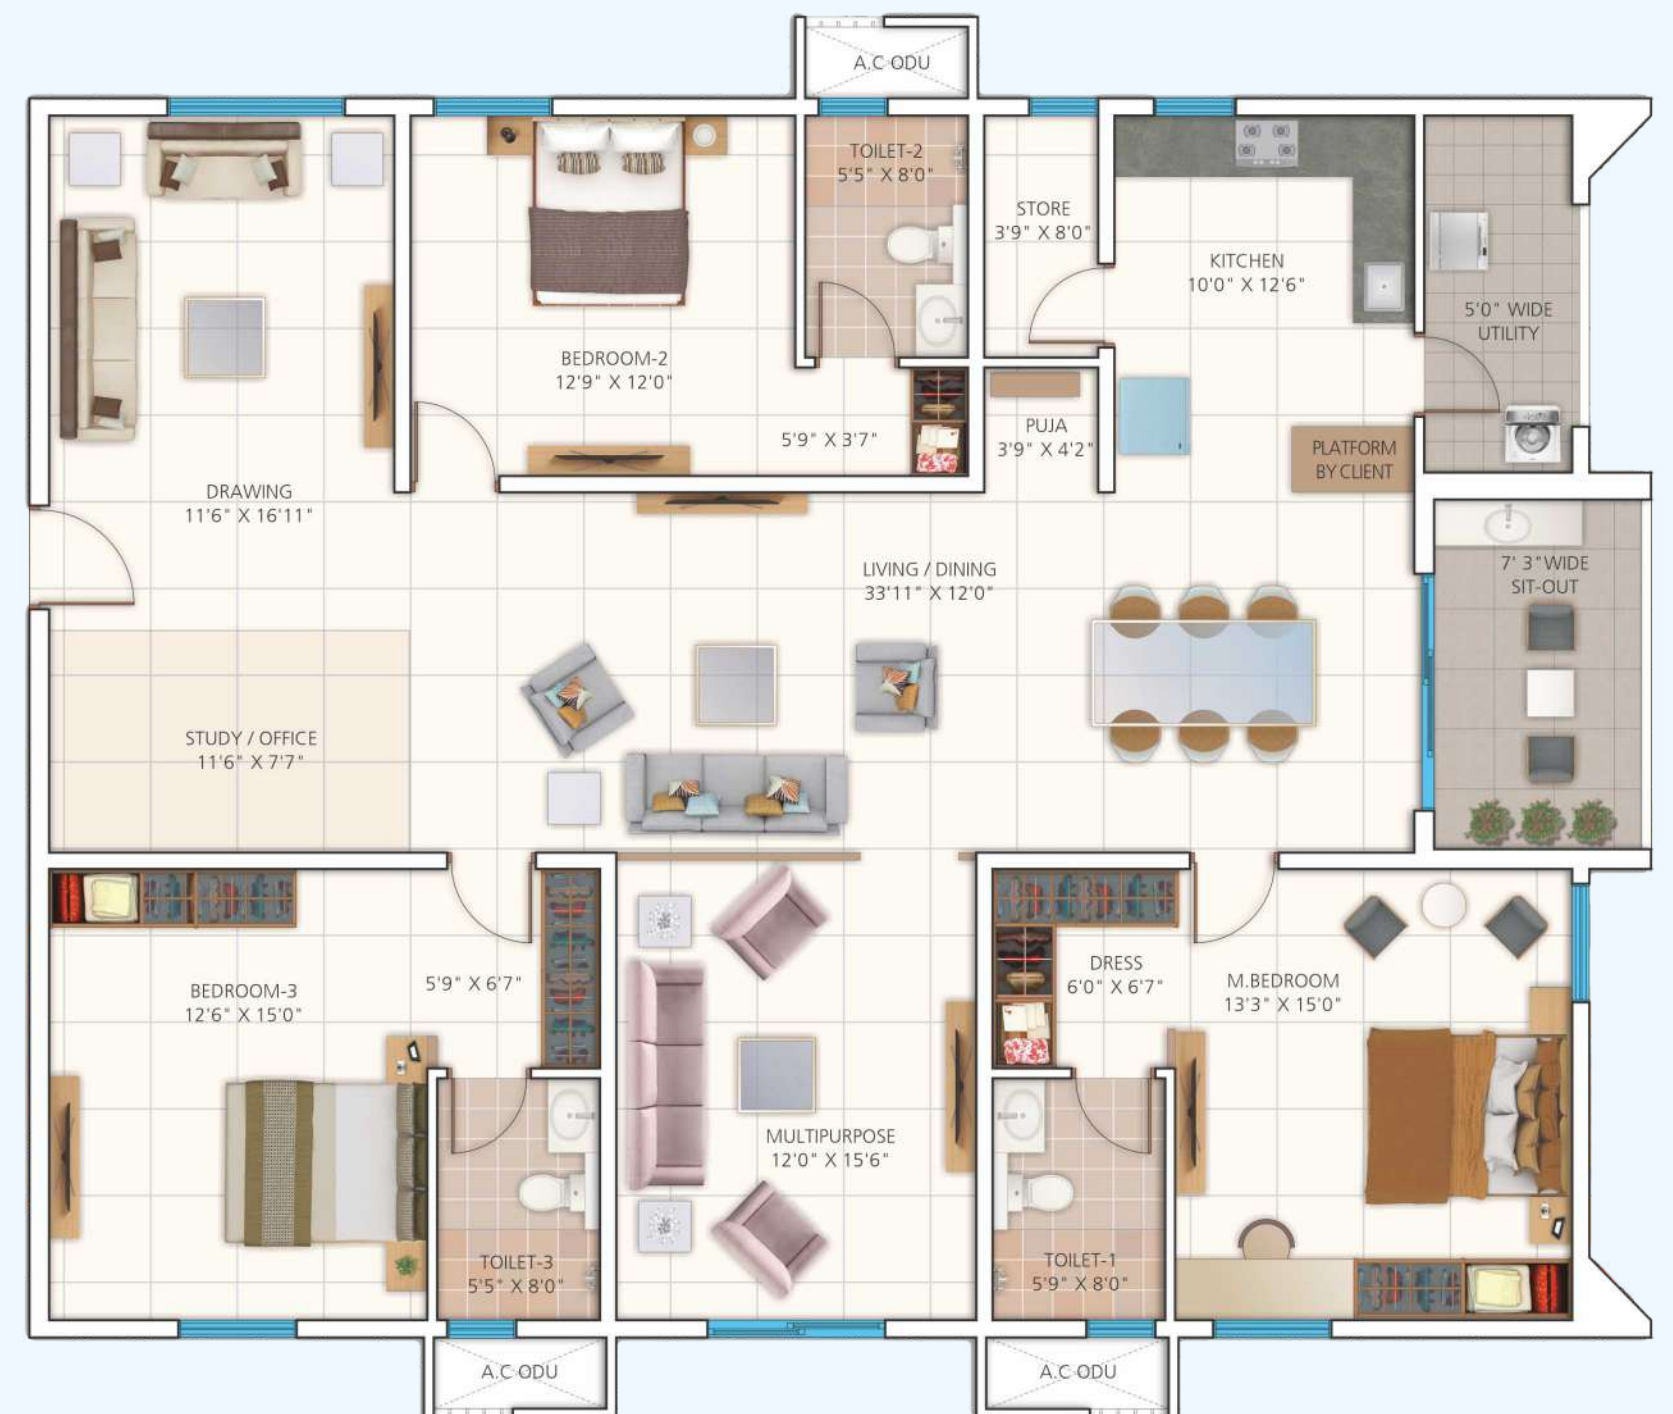 A.C ODU
TOILET-2
5'5" X 8'0"
STORE
3'9" X 8'0"
KITCHEN
10'0" X 12'6"
5'0" WIDE
UTILITY
BEDROOM-2
12'9" X 12'0"
5'9" X 3'7"
PUJA
3'9" X 4'2"
PLATFORM
BY CLIENT
DRAWING
11'6" X 16'11"
LIVING / DINING
33'11" X 12'0"
7' 3" WIDE
SIT-OUT
STUDY / OFFICE
11'6" X 7'7"
BEDROOM-3
12'6" X 15'0"
5'9" X 6'7"
DRESS
6'0" X 6'7"
M.BEDROOM
13'3" X 15'0"
MULTIPURPOSE
12'0" X 15'6"
TOILET-3
5'5" X 8'0"
TOILET-1
5'9" X 8'0"
A.C ODU
A.C ODU